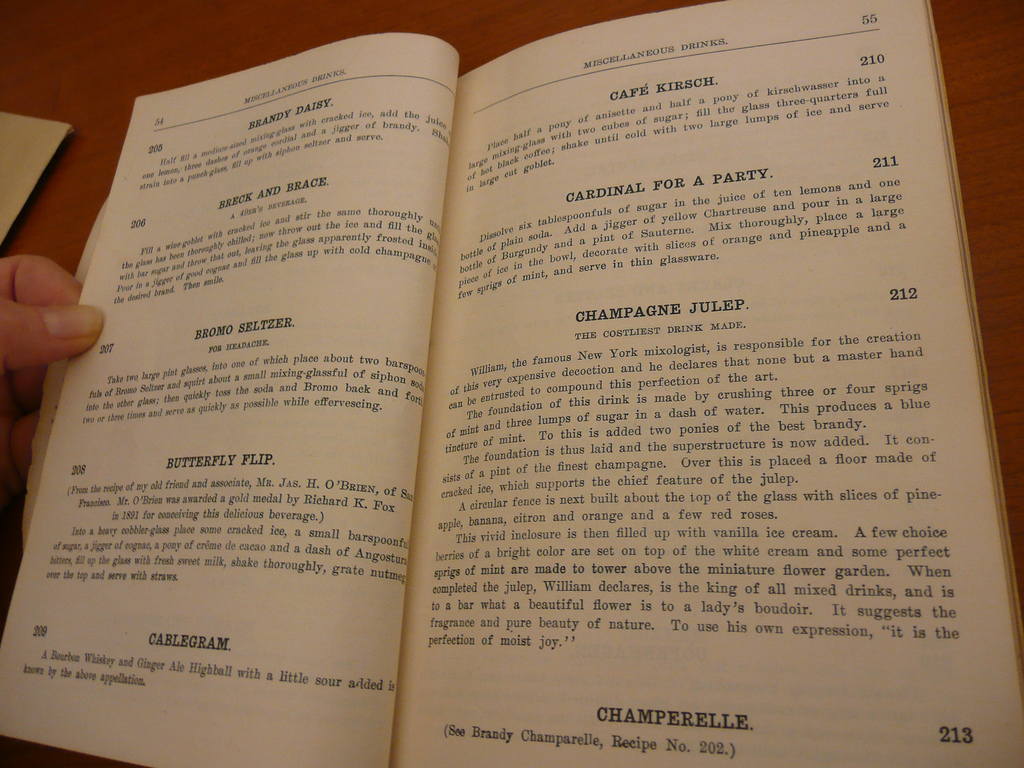 54
MISCELLANEOUS DRINKS.
BRANDY DAISY.
205
Half fill a medium-sized mixing-glass with cracked ice, add the juice
one lemon, three dashes of orange cordial and a jigger of brandy.
strain into a punch-glass, fill up with siphon seltzer and serve.
BRECK AND BRACE.
206
A 49ER'S BEVERAGE.
Fill a wine-goblet with cracked ice and stir the same thoroughly
the glass has been thoroughly chilled; now throw out the ice and fill the
with bar sugar and throw that out, leaving the glass apparently frosted
Pour in a jigger of good cognac and fill the glass up with cold champagne
the desired brand. Then smile.
BROMO SELTZER.
207
FOR HEADACHE.
Take two large pint glasses, into one of which place about two
fuls of Bromo Seltzer and squirt about a small mixing-glassful of siphon
into the other glass; then quickly toss the soda and Bromo back and
two or three times and serve as quickly as possible while effervescing.
208
BUTTERFLY FLIP.
(From the recipe of my old friend and associate, MR. JAS. H. O'BRIEN, of
Francisco. Mr. O'Brien was awarded a gold medal by Richard K. Fox
in 1891 for conceiving this delicious beverage.)
Into a heavy cobbler-glass place some cracked ice, a small
of sugar, a jigger of cognac, a pony of crême de cacao and a dash of
bitters, fill up the glass with fresh sweet milk, shake thoroughly, grate nutmeg
over the top and serve with straws.
209
CABLEGRAM.
A Bourbon Whiskey and Ginger Ale Highball with a little sour added is
known by the above appellation.
55
MISCELLANEOUS DRINKS.
210
CAFÉ KIRSCH.
Place half a pony of anisette and half a pony of kirschwasser into a
large mixing-glass with two cubes of sugar; fill the glass three-quarters full
of hot black coffee; shake until cold with two large lumps of ice and serve
in large cut goblet.
211
CARDINAL FOR A PARTY.
Dissolve six tablespoonfuls of sugar in the juice of ten lemons and one
bottle of plain soda. Add a jigger of yellow Chartreuse and pour in a large
bottle of Burgundy and a pint of Sauterne. Mix thoroughly, place a large
piece of ice in the bowl, decorate with slices of orange and pineapple and a
few sprigs of mint, and serve in thin glassware.
212
CHAMPAGNE JULEP.
THE COSTLIEST DRINK MADE.
William, the famous New York mixologist, is responsible for the creation
of this very expensive decoction and he declares that none but a master hand
can be entrusted to compound this perfection of the art.
The foundation of this drink is made by crushing three or four sprigs
of mint and three lumps of sugar in a dash of water. This produces a blue
tincture of mint. To this is added two ponies of the best brandy.
The foundation is thus laid and the superstructure is now added. It con-
sists of a pint of the finest champagne. Over this is placed a floor made of
cracked ice, which supports the chief feature of the julep.
A circular fence is next built about the top of the glass with slices of pine-
apple, banana, citron and orange and a few red roses.
This vivid inclosure is then filled up with vanilla ice cream. A few choice
berries of a bright color are set on top of the white cream and some perfect
sprigs of mint are made to tower above the miniature flower garden. When
completed the julep, William declares, is the king of all mixed drinks, and is
to a bar what a beautiful flower is to a lady's boudoir. It suggests the
fragrance and pure beauty of nature. To use his own expression, "it is the
perfection of moist joy."
CHAMPERELLE.
213
(See Brandy Champarelle, Recipe No. 202.)